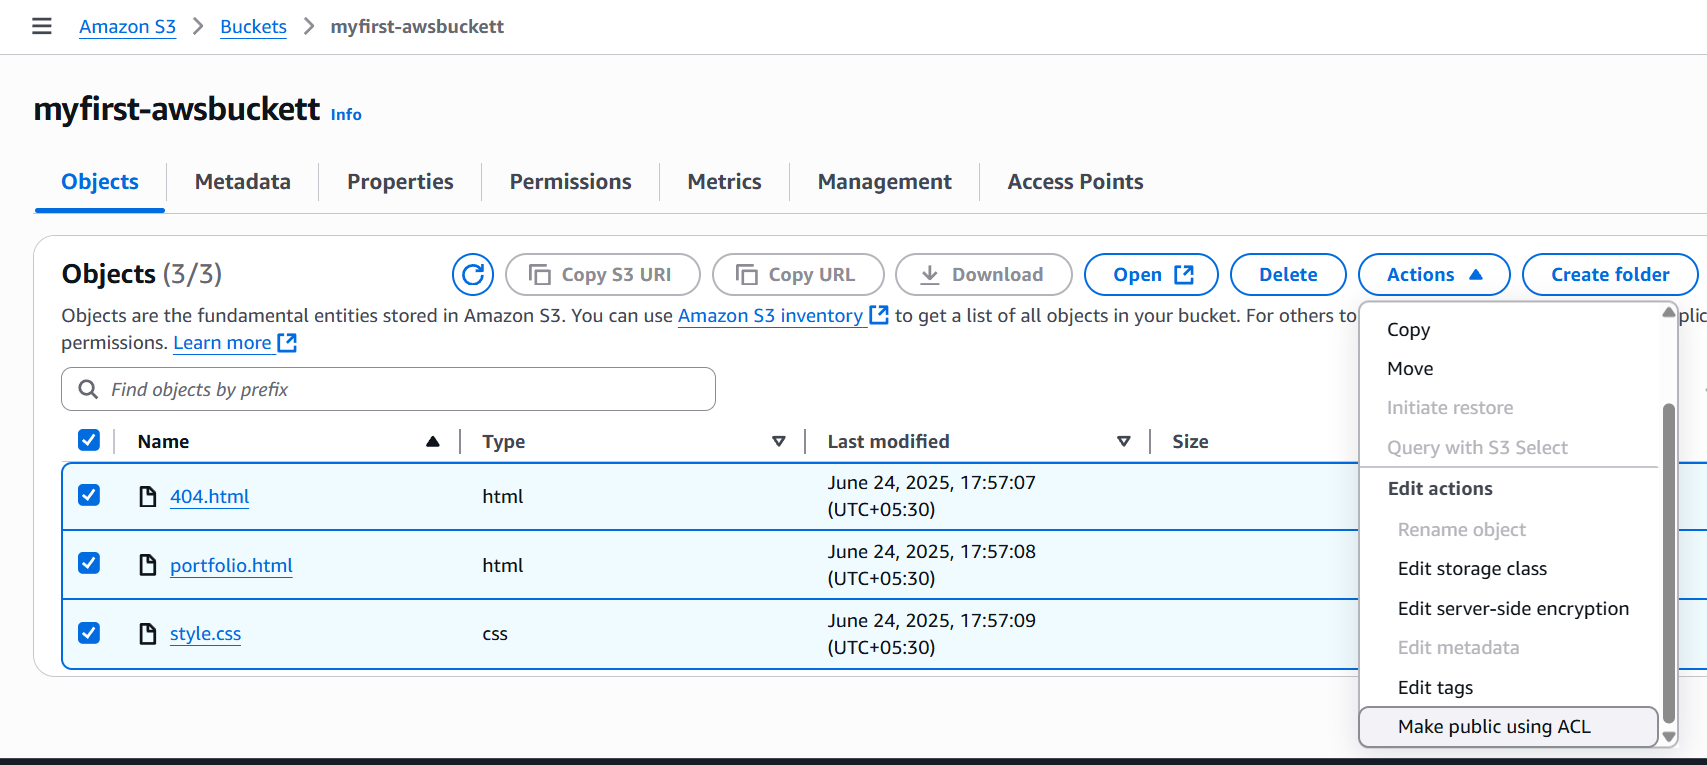 Amazon S3 > Buckets > myfirst-awsbuckett
myfirst-awsbuckett Info
Objects Metadata Properties Permissions Metrics Management Access Points
Objects (3/3) Copy S3 URI Copy URL Download Open Delete Actions Create folder
Objects are the fundamental entities stored in Amazon S3. You can use Amazon S3 inventory to get a list of all objects in your bucket. For others to
permissions. Learn more
Find objects by prefix
Name Type Last modified Size
404.html html June 24, 2025, 17:57:07
(UTC+05:30)
portfolio.html html June 24, 2025, 17:57:08
(UTC+05:30)
style.css css June 24, 2025, 17:57:09
(UTC+05:30)
Copy
Move
Initiate restore
Query with S3 Select
Edit actions
Rename object
Edit storage class
Edit server-side encryption
Edit metadata
Edit tags
Make public using ACL